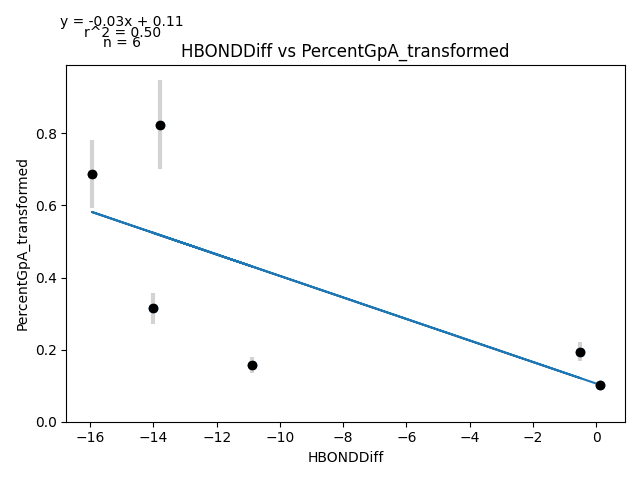 y = -0.03x + 0.11
r^2 = 0.50
n = 6
HBONDDiff vs PercentGpA_transformed
PercentGpA_transformed
0.8
0.6
0.4
0.2
0.0
−16 −14 −12 −10 −8 −6 −4 −2 0
HBONDDiff